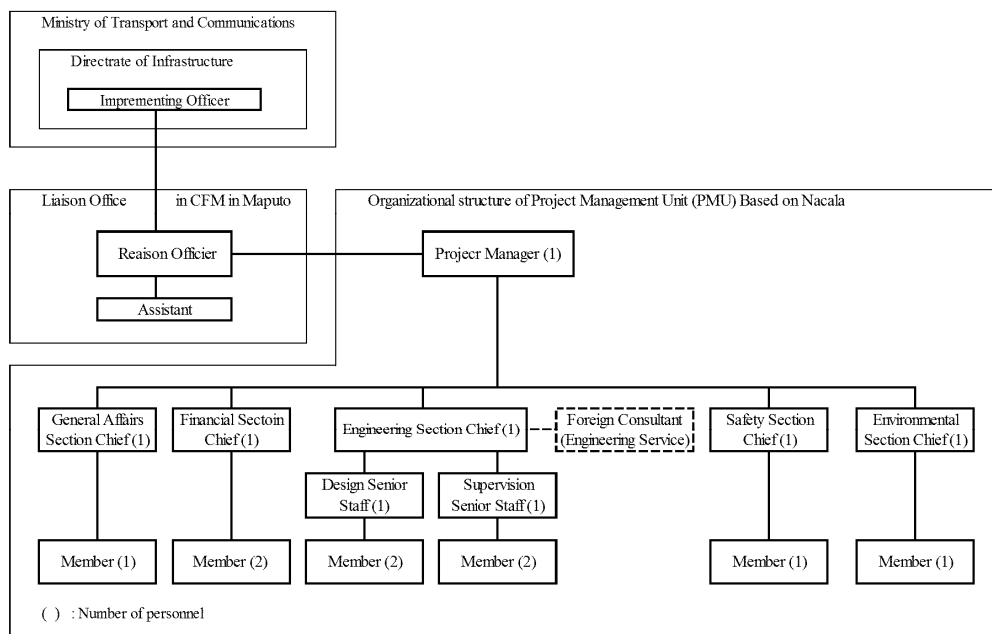 Ministry of Transport and Communications
Directrate of Infrastructure
Imprementing Officer
Liaison Office in CFM in Maputo
Organizational structure of Project Management Unit (PMU) Based on Nacala
Reaison Officier
Projecr Manager (1)
Assistant
General Affairs
Section Chief (1)
Financial Sectoin
Chief (1)
Engineering Section Chief (1)
Foreign Consultant
(Engineering Service)
Safety Section
Chief (1)
Environmental
Section Chief (1)
Design Senior
Staff (1)
Supervision
Senior Staff (1)
Member (1)
Member (2)
Member (2)
Member (2)
Member (1)
Member (1)
( ) : Number of personnel